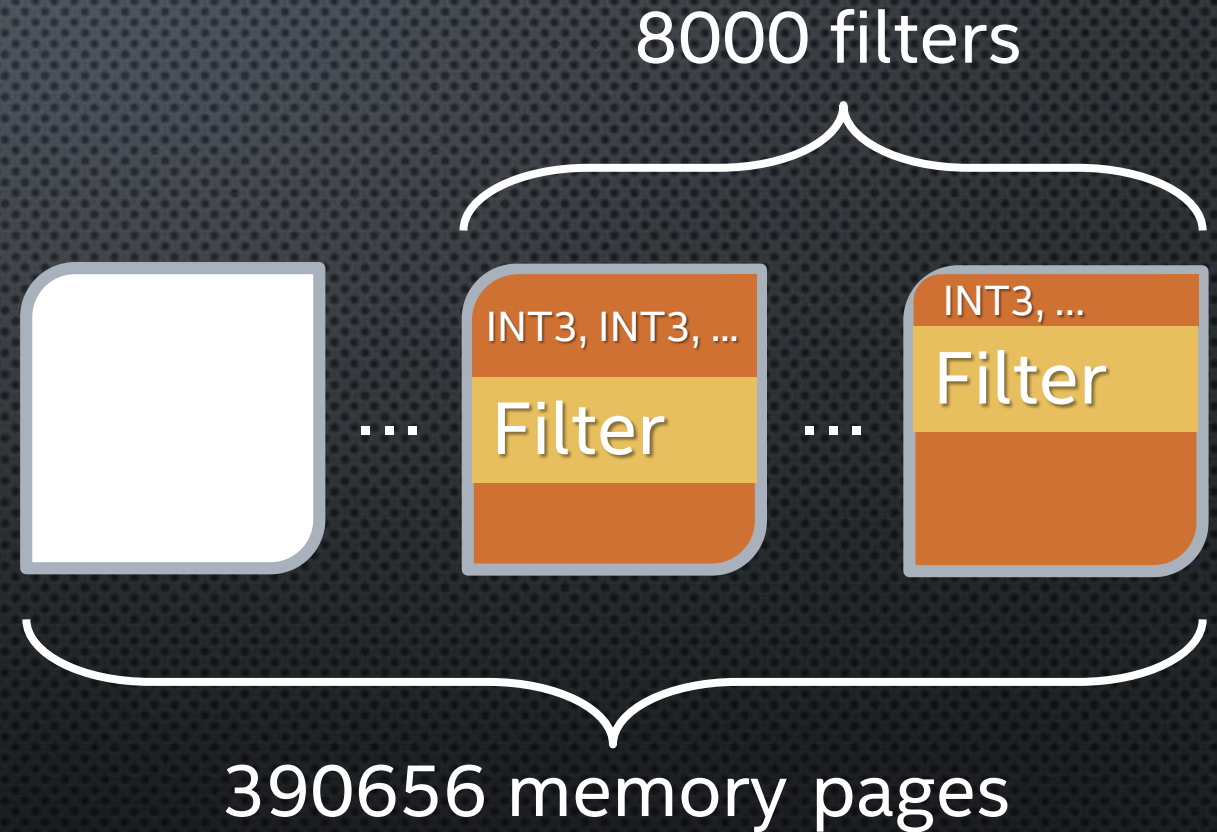 8000 filters
INT3, INT3, ...
INT3, ...
Filter
Filter
...
...
390656 memory pages